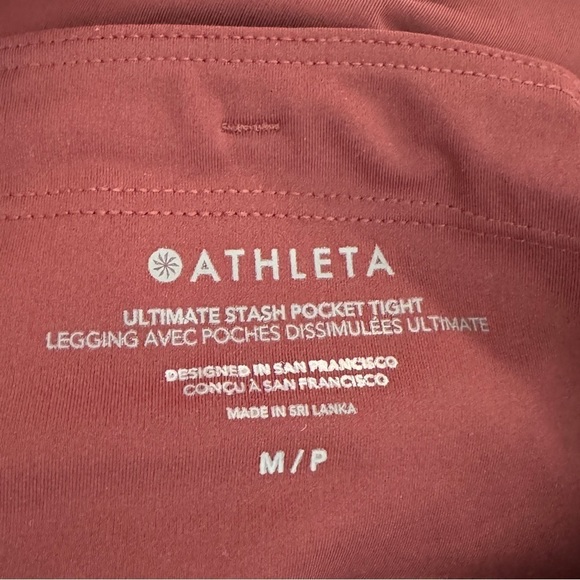 ATHLETA
ULTIMATE STASH POCKET TIGHT
LEGGING AVEC POCHES DISSIMULÉES ULTIMATE
DESIGNED IN SAN FRANCISCO
CONÇU À SAN FRANCISCO
MADE IN SRI LANKA
M / P